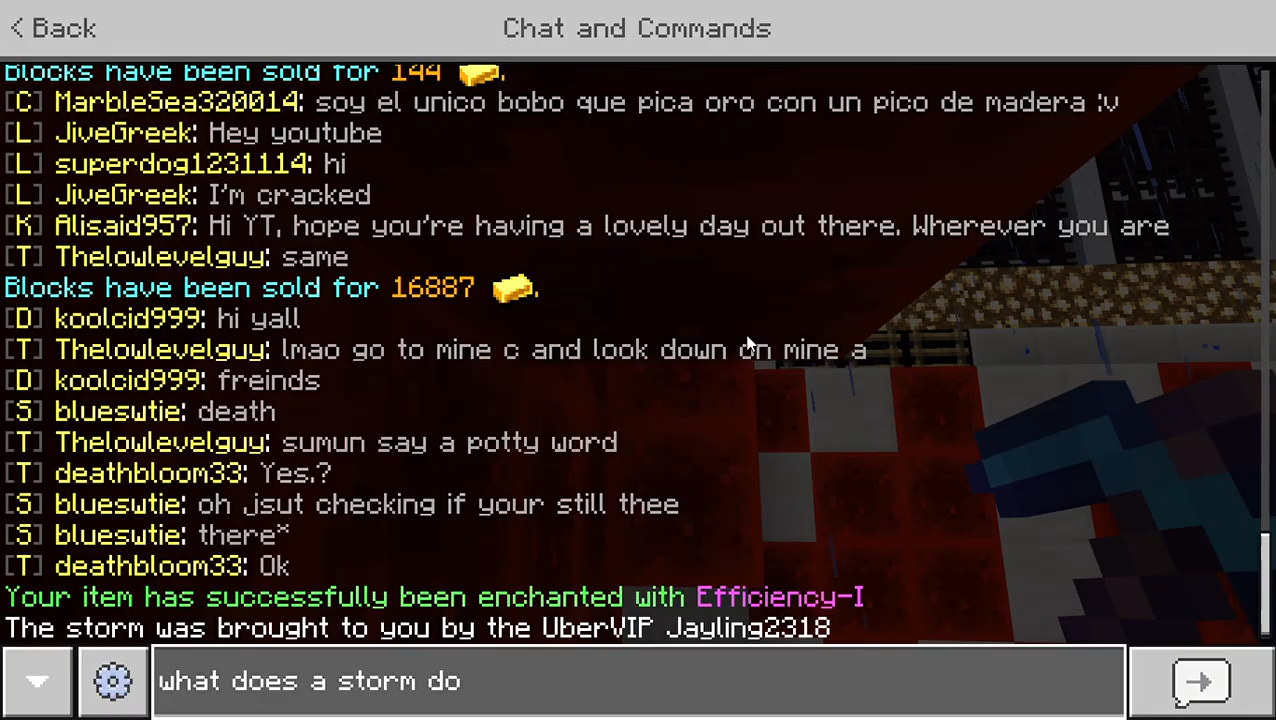 < Back
Chat and Commands
Blocks have been sold for 144 .
[C] MarbleSea320014: soy el unico bobo que pica oro con un pico de madera :v
[L] JiveGreek: Hey youtube
[L] superdog1231114: hi
[L] JiveGreek: I'm cracked
[K] Alisaid957: Hi YT, hope you're having a lovely day out there. Wherever you are
[T] Thelowlevelguy: same
Blocks have been sold for 16887 .
[D] koolcid999: hi yall
[T] Thelowlevelguy: lmao go to mine c and look down on mine a
[D] koolcid999: freinds
[S] blueswtie: death
[T] Thelowlevelguy: sumun say a potty word
[T] deathbloom33: Yes.?
[S] blueswtie: oh jsut checking if your still thee
[S] blueswtie: there*
[T] deathbloom33: Ok
Your item has successfully been enchanted with Efficiency-I
The storm was brought to you by the UberVIP Jayling2318
what does a storm do